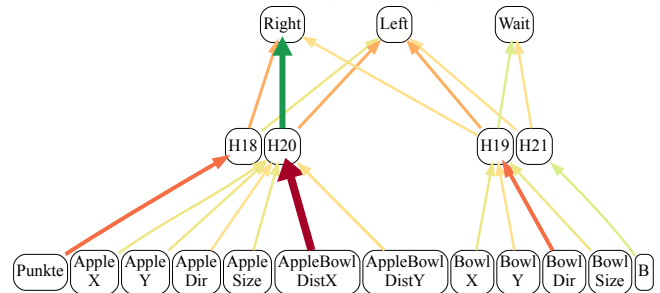 Right Left Wait
H18 H20 H19 H21
Punkte Apple X Apple Y Apple Dir Apple Size AppleBowl DistX AppleBowl DistY Bowl X Bowl Y Bowl Dir Bowl Size B